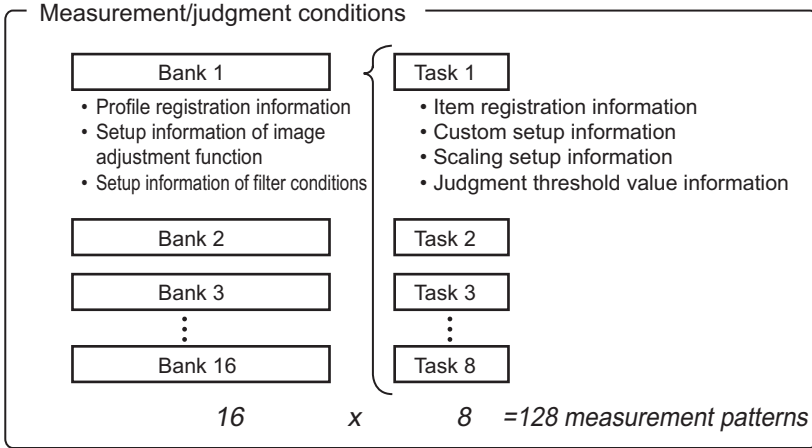 Measurement/judgment conditions
Bank 1
• Profile registration information
• Setup information of image
adjustment function
• Setup information of filter conditions
Bank 2
Bank 3
Bank 16
Task 1
• Item registration information
• Custom setup information
• Scaling setup information
• Judgment threshold value information
Task 2
Task 3
Task 8
16 x 8 =128 measurement patterns